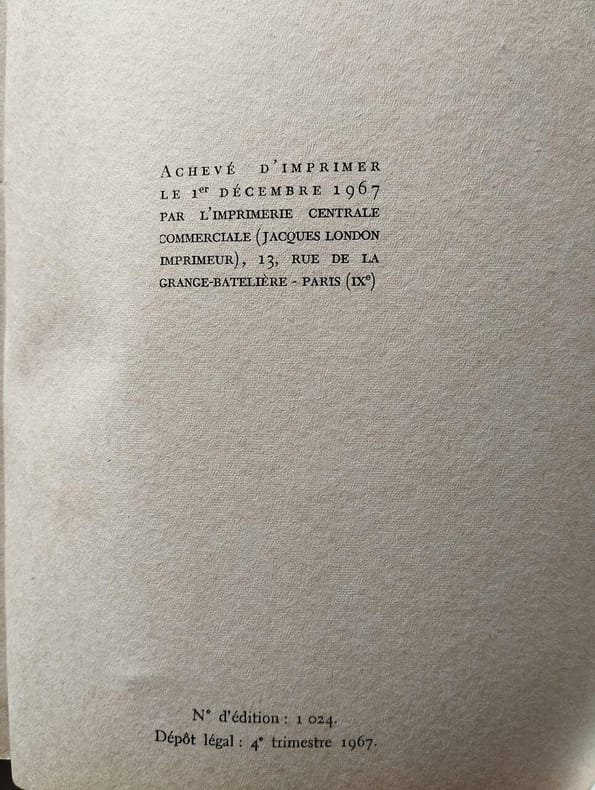 ACHEVÉ D'IMPRIMER
LE 1er DÉCEMBRE 1967
PAR L'IMPRIMERIE CENTRALE
COMMERCIALE (JACQUES LONDON
IMPRIMEUR), 13, RUE DE LA
GRANGE-BATELIÈRE - PARIS (IXe)
N° d'édition : 1 024.
Dépôt légal : 4e trimestre 1967.